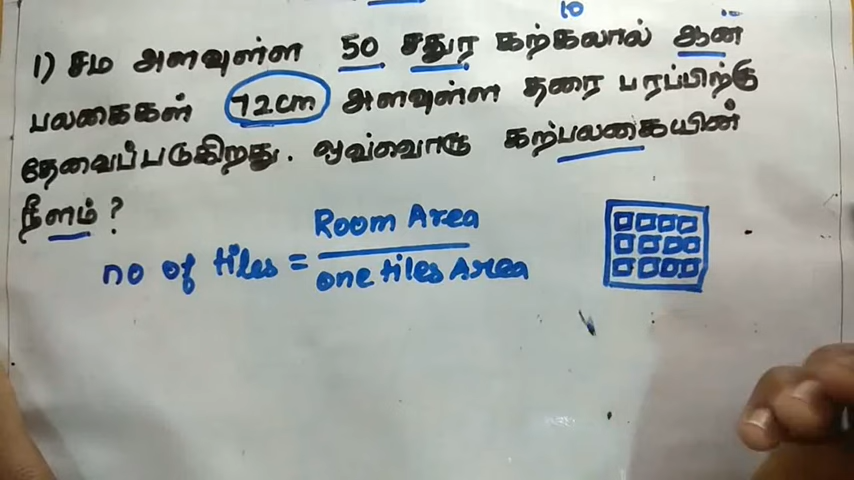 10
1) சம அளவுள்ள 50 சதுர கற்களால் ஆன
பலகைகள் 72cm அளவுள்ள தரை பரப்பிற்கு
தேவைப்படுகிறது. ஒவ்வொரு கற்பலகையின்
நீளம்?
Room Area
no of tiles =
one tiles Area